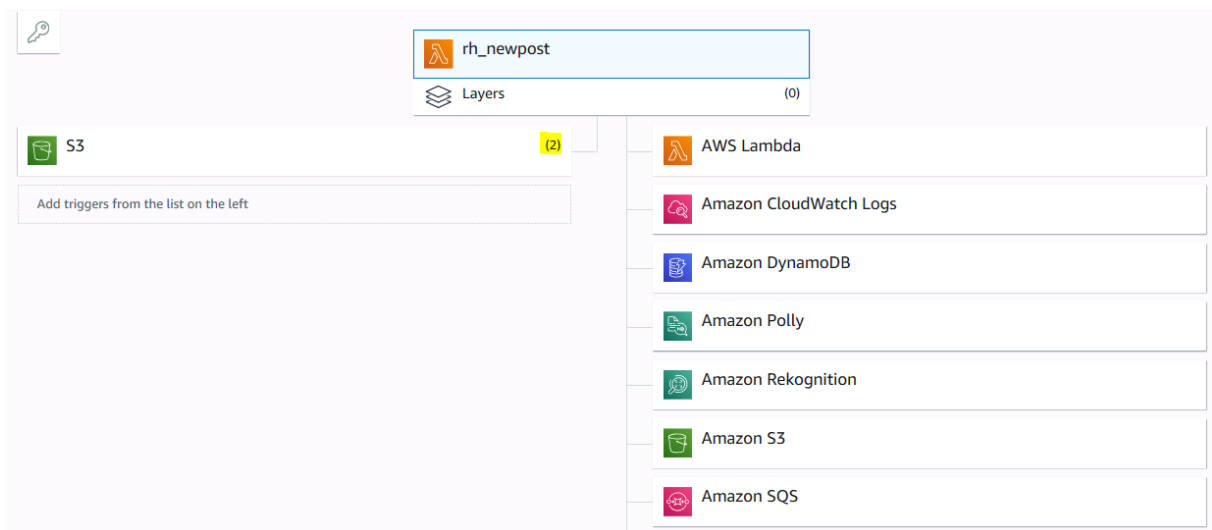 rh_newpost
Layers (0)
S3 (2)
Add triggers from the list on the left
AWS Lambda
Amazon CloudWatch Logs
Amazon DynamoDB
Amazon Polly
Amazon Rekognition
Amazon S3
Amazon SQS